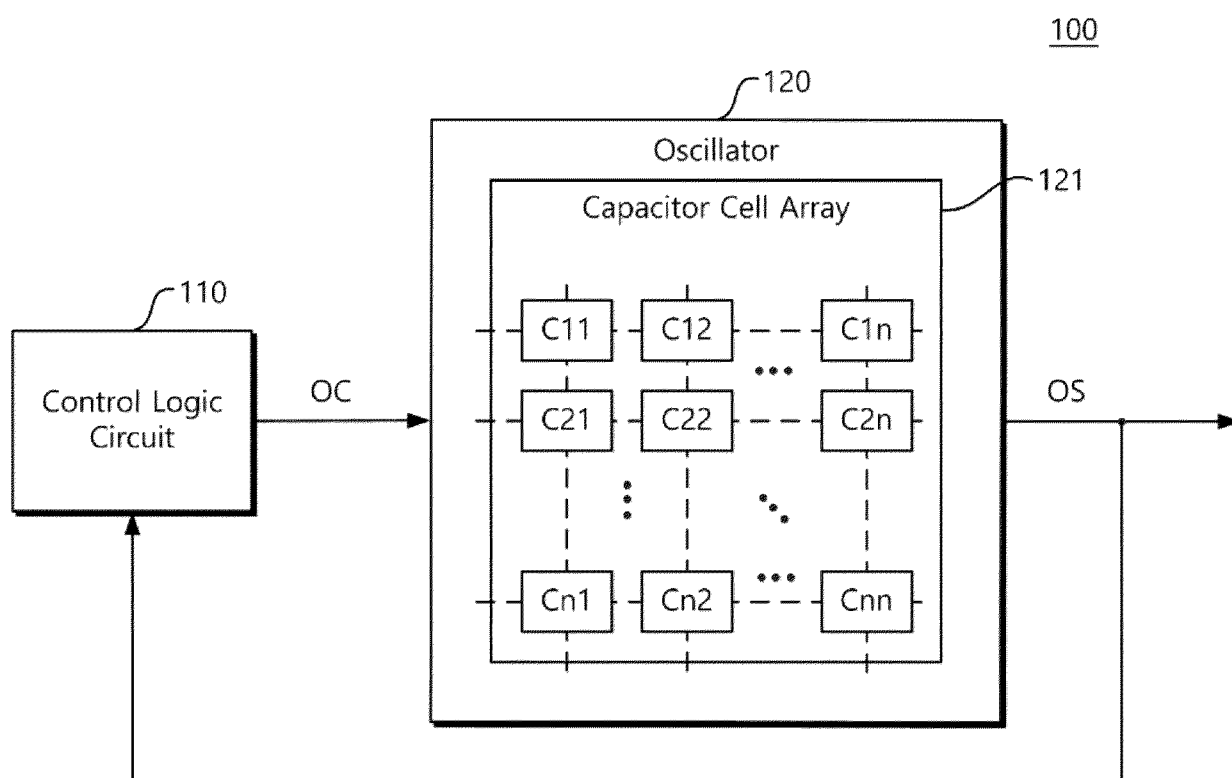 100
120
Oscillator
121
Capacitor Cell Array
110
C11 C12 C1n
Control Logic
Circuit
OC
C21 C22 C2n
OS
Cn1 Cn2 Cnn